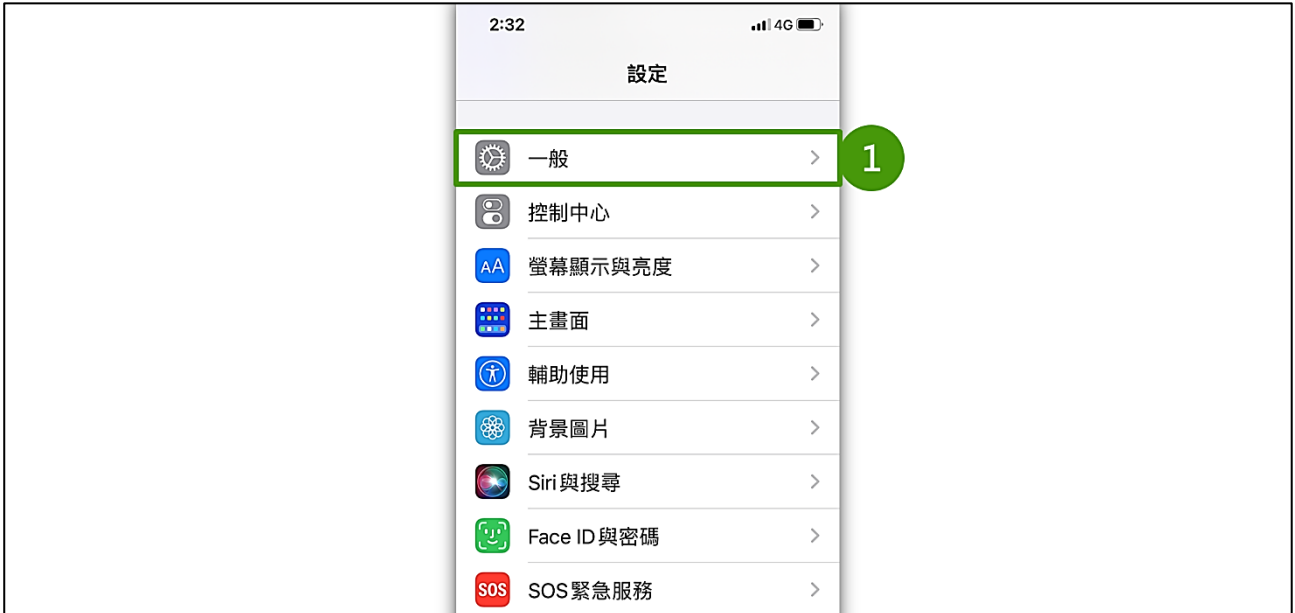 2:32 4G
設定
一般 1
控制中心
AA 螢幕顯示與亮度
主畫面
輔助使用
背景圖片
Siri與搜尋
Face ID與密碼
SOS SOS緊急服務